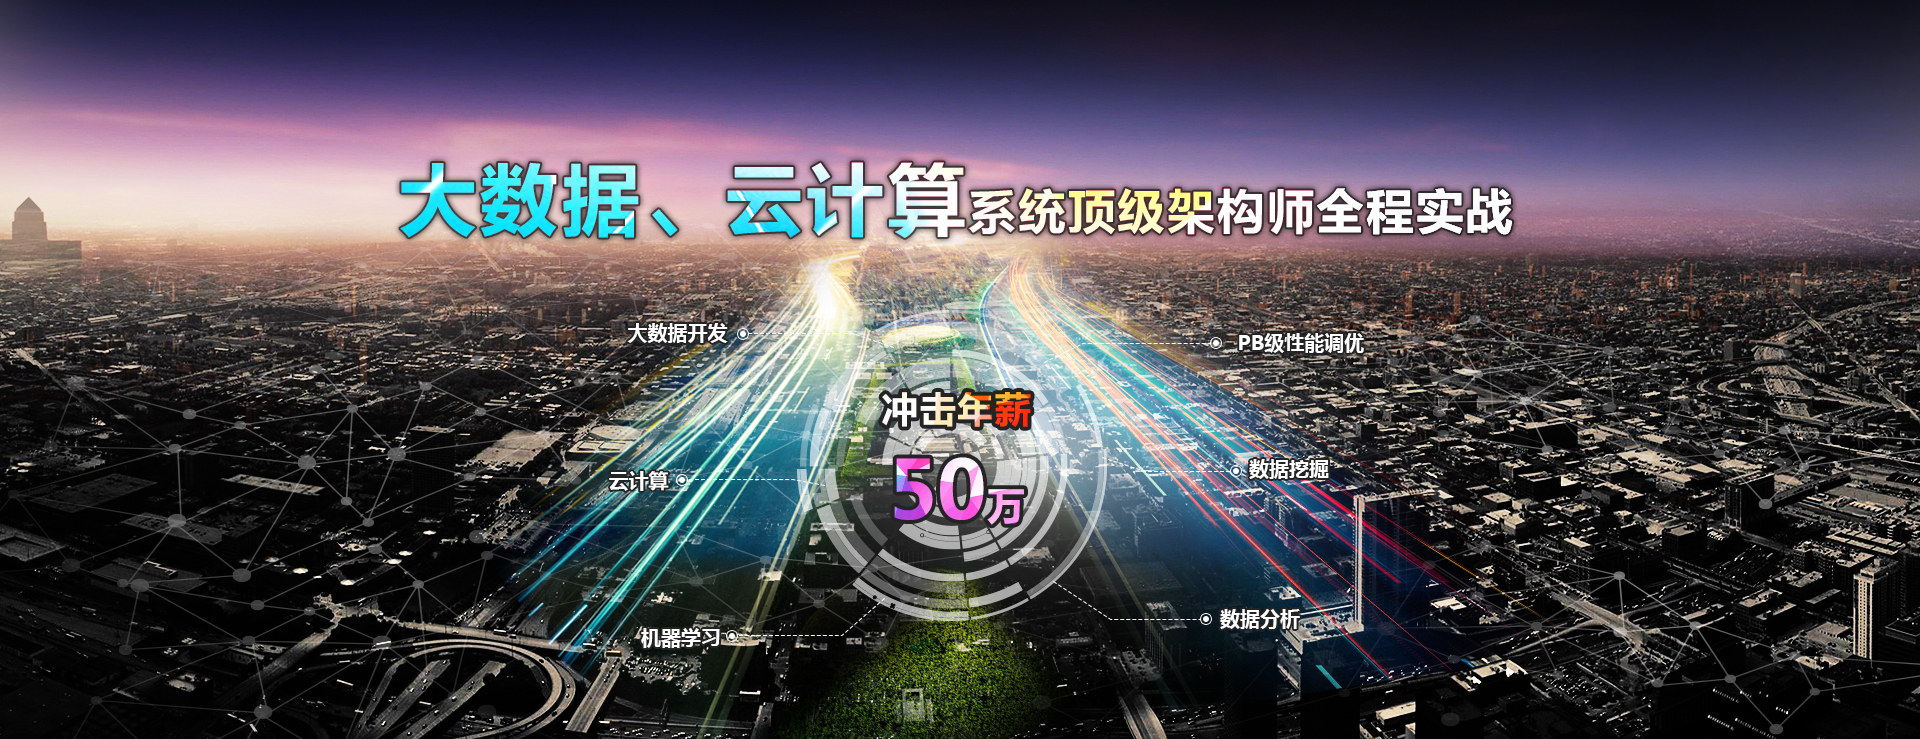 大数据、云计算系统顶级架构师全程实战
大数据开发
PB级性能调优
冲击年薪
50万
云计算
数据挖掘
机器学习
数据分析